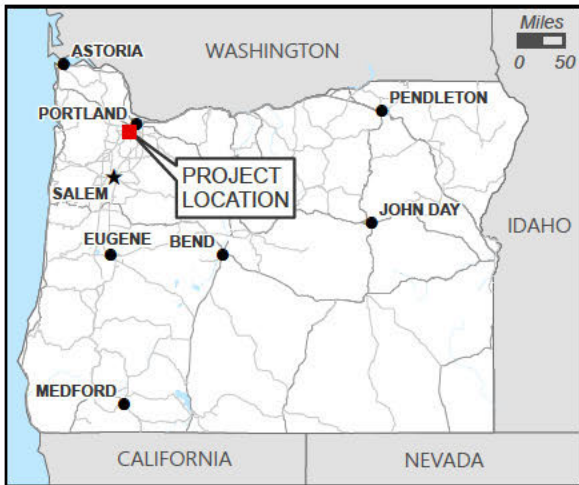 ASTORIA
WASHINGTON
Miles
0 50
PORTLAND
PENDLETON
PROJECT
LOCATION
SALEM
JOHN DAY
IDAHO
EUGENE
BEND
MEDFORD
CALIFORNIA
NEVADA